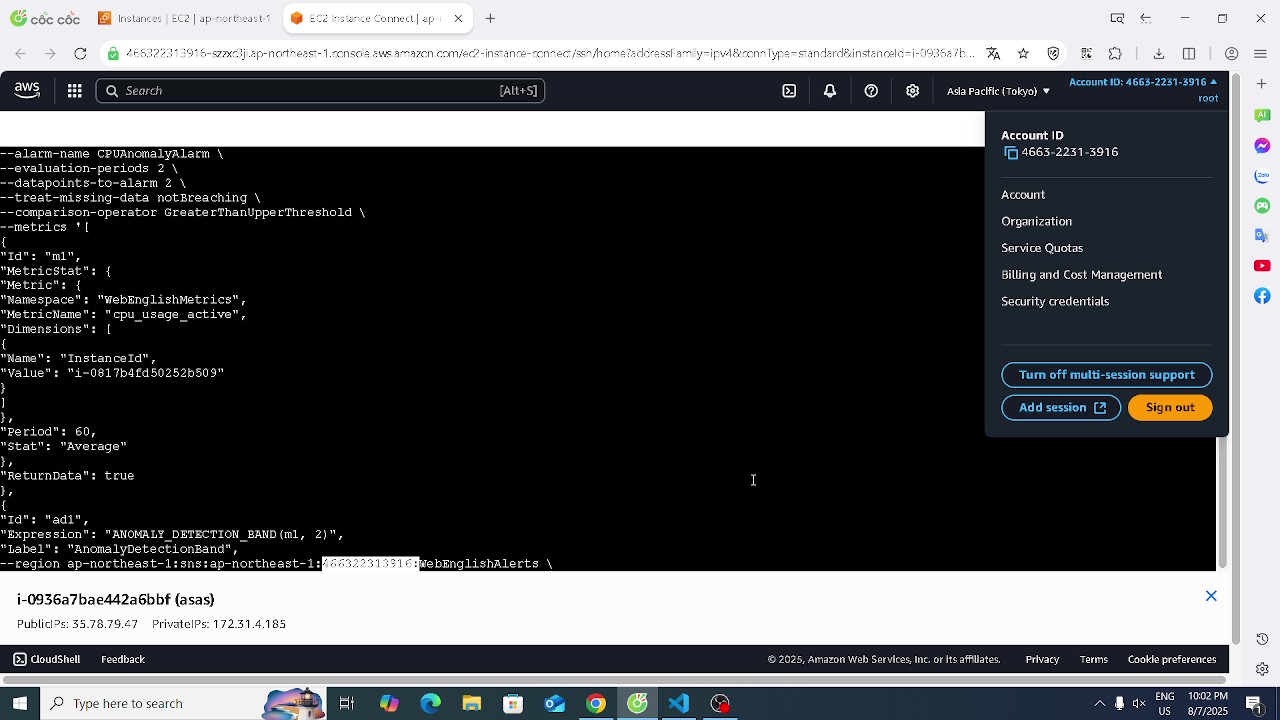 cốc cốc
Instances | EC2 | ap-northeast-1
EC2 Instance Connect | ap-r
466322313916-szzxc3ji.ap-northeast-1.console.aws.amazon.com/ec2-instance-connect/ssh/home?addressFamily=ipv4&connType=standard&instanceId=i-0936a7b...
aws
Search
[Alt+S]
Asia Pacific (Tokyo)
Account ID: 4663-2231-3916
root
Account ID
4663-2231-3916
Account
Organization
Service Quotas
Billing and Cost Management
Security credentials
Turn off multi-session support
Add session
Sign out
--alarm-name CPUAnomalyAlarm \
--evaluation-periods 2 \
--datapoints-to-alarm 2 \
--treat-missing-data notBreaching \
--comparison-operator GreaterThanUpperThreshold \
--metrics '[
{
"Id": "m1",
"MetricStat": {
"Metric": {
"Namespace": "WebEnglishMetrics",
"MetricName": "cpu_usage_active",
"Dimensions": [
{
"Name": "InstanceId",
"Value": "i-0817b4fd50252b509"
}
]
},
"Period": 60,
"Stat": "Average"
},
"ReturnData": true
},
{
"Id": "ad1",
"Expression": "ANOMALY_DETECTION_BAND(m1, 2)",
"Label": "AnomalyDetectionBand",
--region ap-northeast-1:sns:ap-northeast-1:466322313916:WebEnglishAlerts \
i-0936a7bae442a6bbf (asas)
PublicIPs: 35.78.79.47 PrivateIPs: 172.31.4.185
CloudShell
Feedback
© 2025, Amazon Web Services, Inc. or its affiliates.
Privacy
Terms
Cookie preferences
Type here to search
ENG
US
10:02 PM
8/7/2025
AI
Zalo